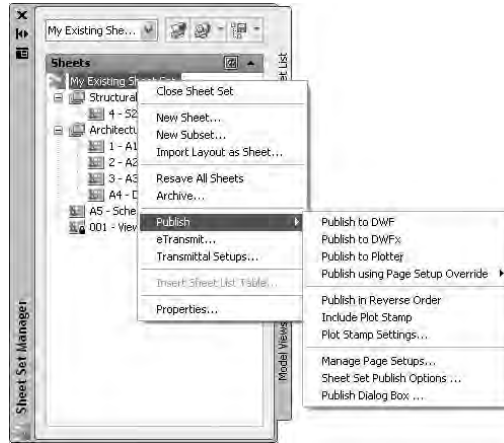 My Existing She...
Sheets
My Existing Sheet Set
Structural
4 - S2
Architectu
1 - A1
2 - A2
3 - A3
A4 - D
A5 - Sche
001 - View
Close Sheet Set
New Sheet...
New Subset...
Import Layout as Sheet...
Resave All Sheets
Archive...
Publish
eTransmit...
Transmittal Setups...
Insert Sheet List Table...
Properties...
Publish to DWF
Publish to DWFx
Publish to Plotter
Publish using Page Setup Override
Publish in Reverse Order
Include Plot Stamp
Plot Stamp Settings...
Manage Page Setups...
Sheet Set Publish Options ...
Publish Dialog Box ...
et List
Model Views
Sheet Set Manager